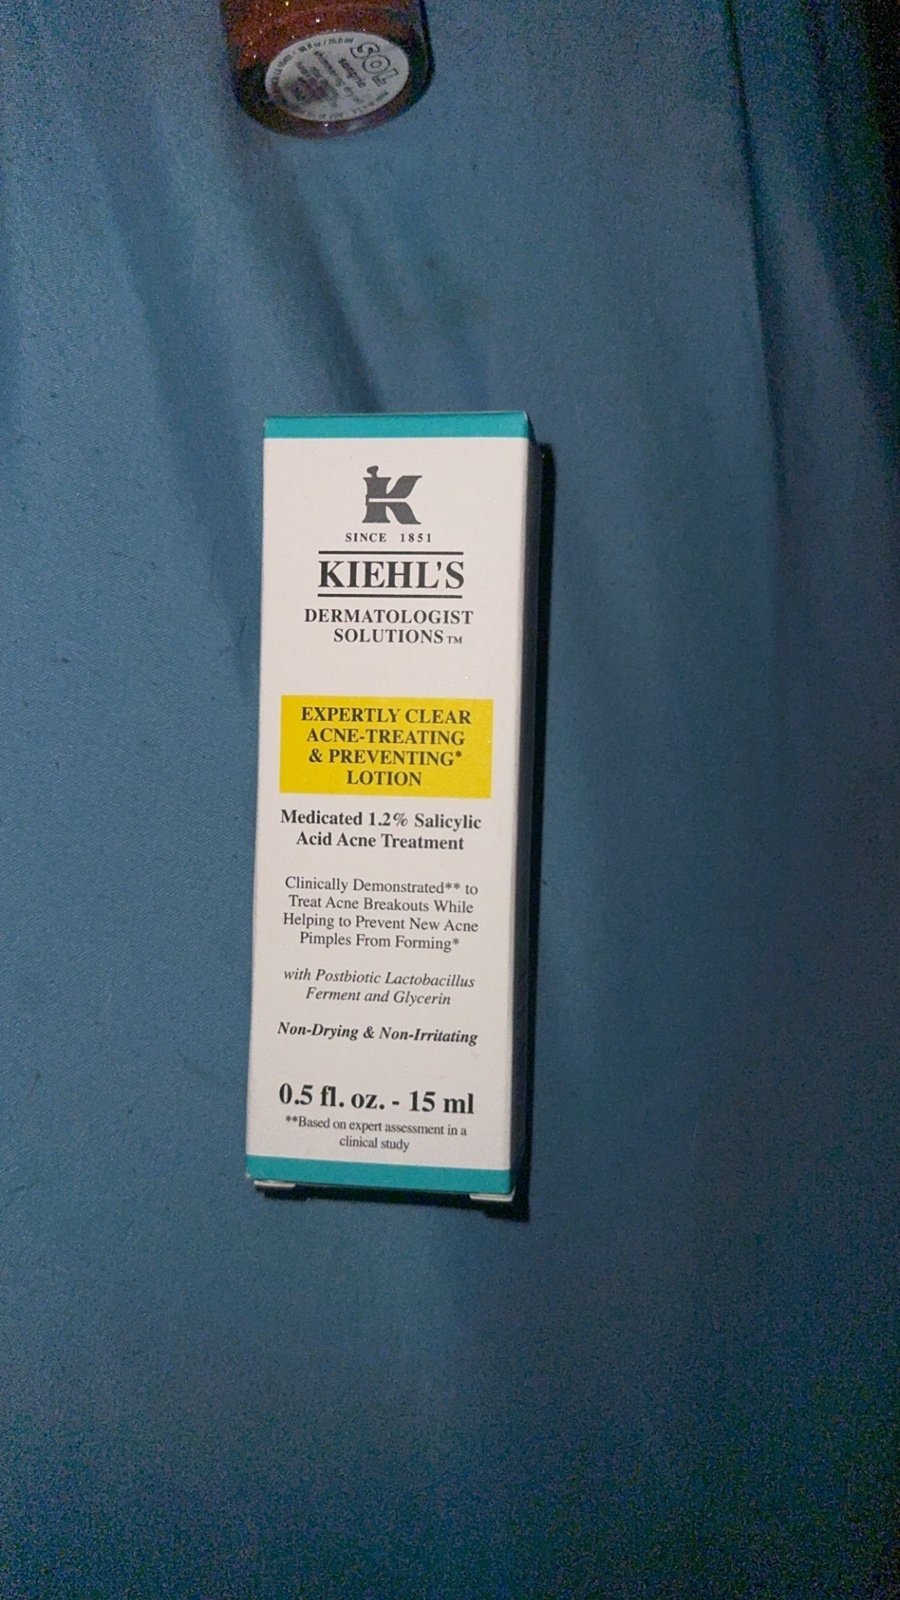 SOL
K
SINCE 1851
KIEHL'S
DERMATOLOGIST
SOLUTIONS™
EXPERTLY CLEAR
ACNE-TREATING
& PREVENTING*
LOTION
Medicated 1.2% Salicylic
Acid Acne Treatment
Clinically Demonstrated** to
Treat Acne Breakouts While
Helping to Prevent New Acne
Pimples From Forming*
with Postbiotic Lactobacillus
Ferment and Glycerin
Non-Drying & Non-Irritating
0.5 fl. oz. - 15 ml
**Based on expert assessment in a
clinical study